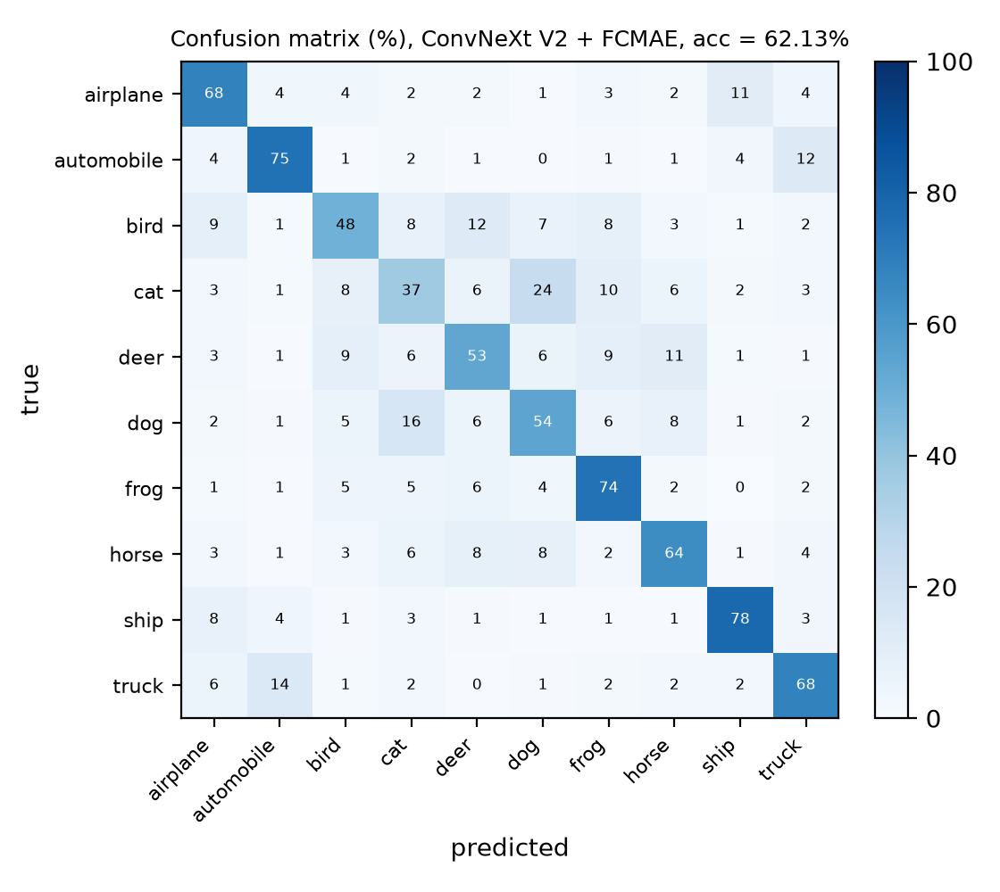 Confusion matrix (%), ConvNeXt V2 + FCMAE, acc = 62.13%
airplane 68 4 4 2 2 1 3 2 11 4
automobile 4 75 1 2 1 0 1 1 4 12
bird 9 1 48 8 12 7 8 3 1 2
cat 3 1 8 37 6 24 10 6 2 3
deer 3 1 9 6 53 6 9 11 1 1
dog 2 1 5 16 6 54 6 8 1 2
frog 1 1 5 5 6 4 74 2 0 2
horse 3 1 3 6 8 8 2 64 1 4
ship 8 4 1 3 1 1 1 1 78 3
truck 6 14 1 2 0 1 2 2 2 68
airplane automobile bird cat deer dog frog horse ship truck
predicted
true
100
80
60
40
20
0